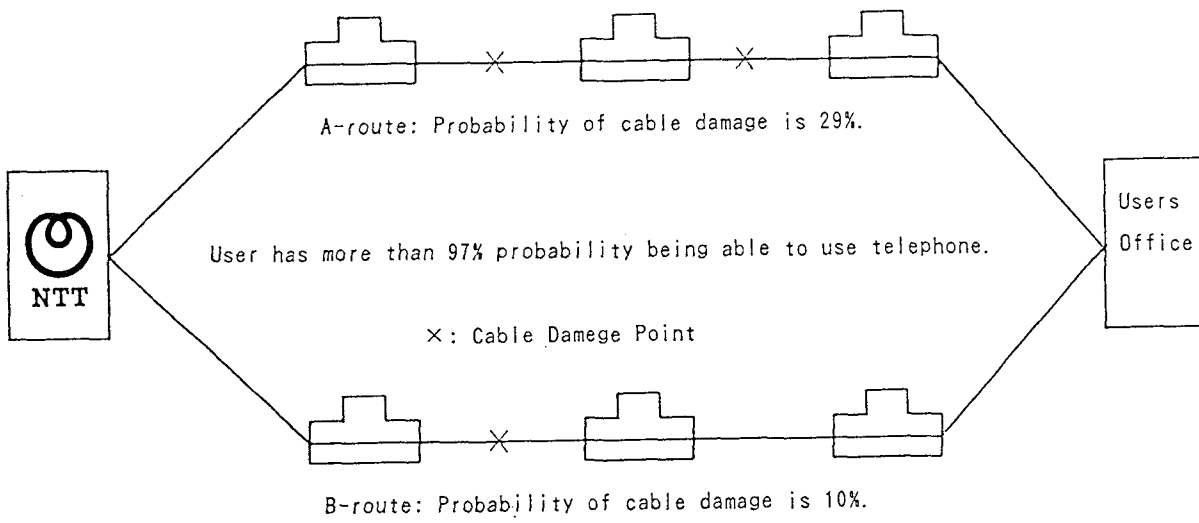 A-route: Probability of cable damage is 29%.
Users
Office
User has more than 97% probability being able to use telephone.
NTT
×: Cable Damege Point
B-route: Probability of cable damage is 10%.